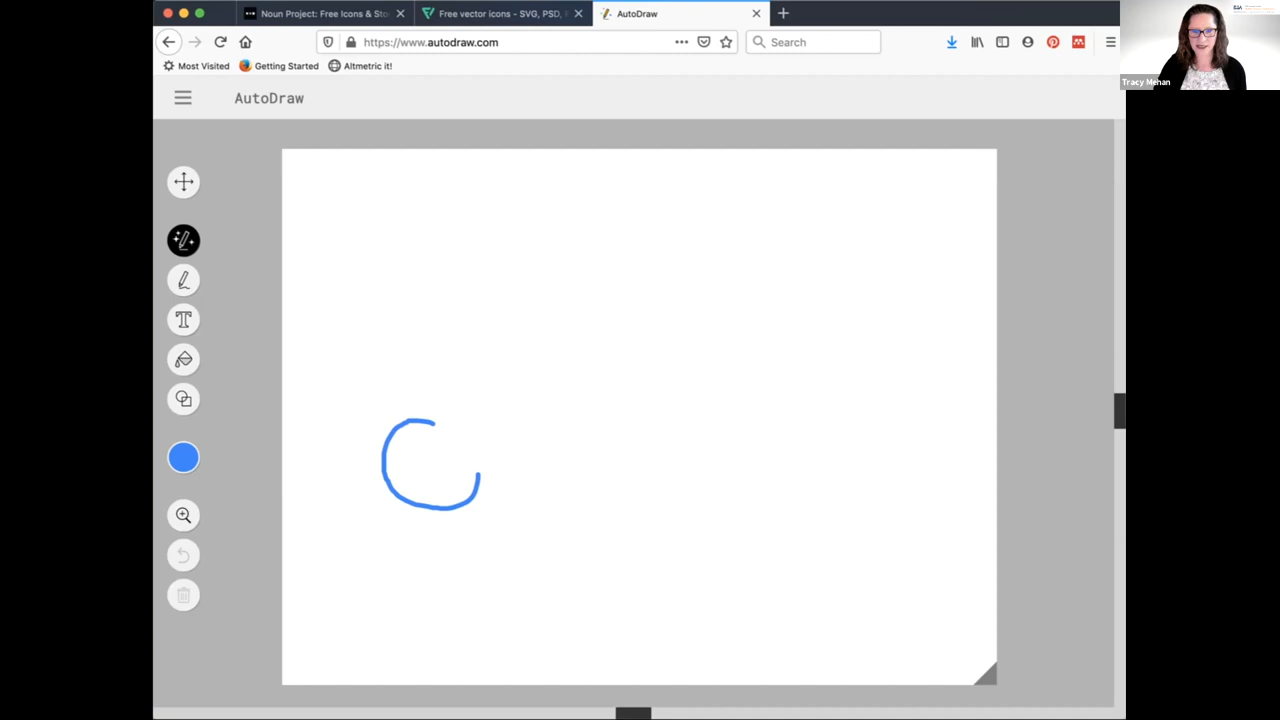 Noun Project: Free Icons & Sto
Free vector icons - SVG, PSD,
AutoDraw
https://www.autodraw.com
Search
Most Visited
Getting Started
Altmetric it!
AutoDraw
Tracy Mehan